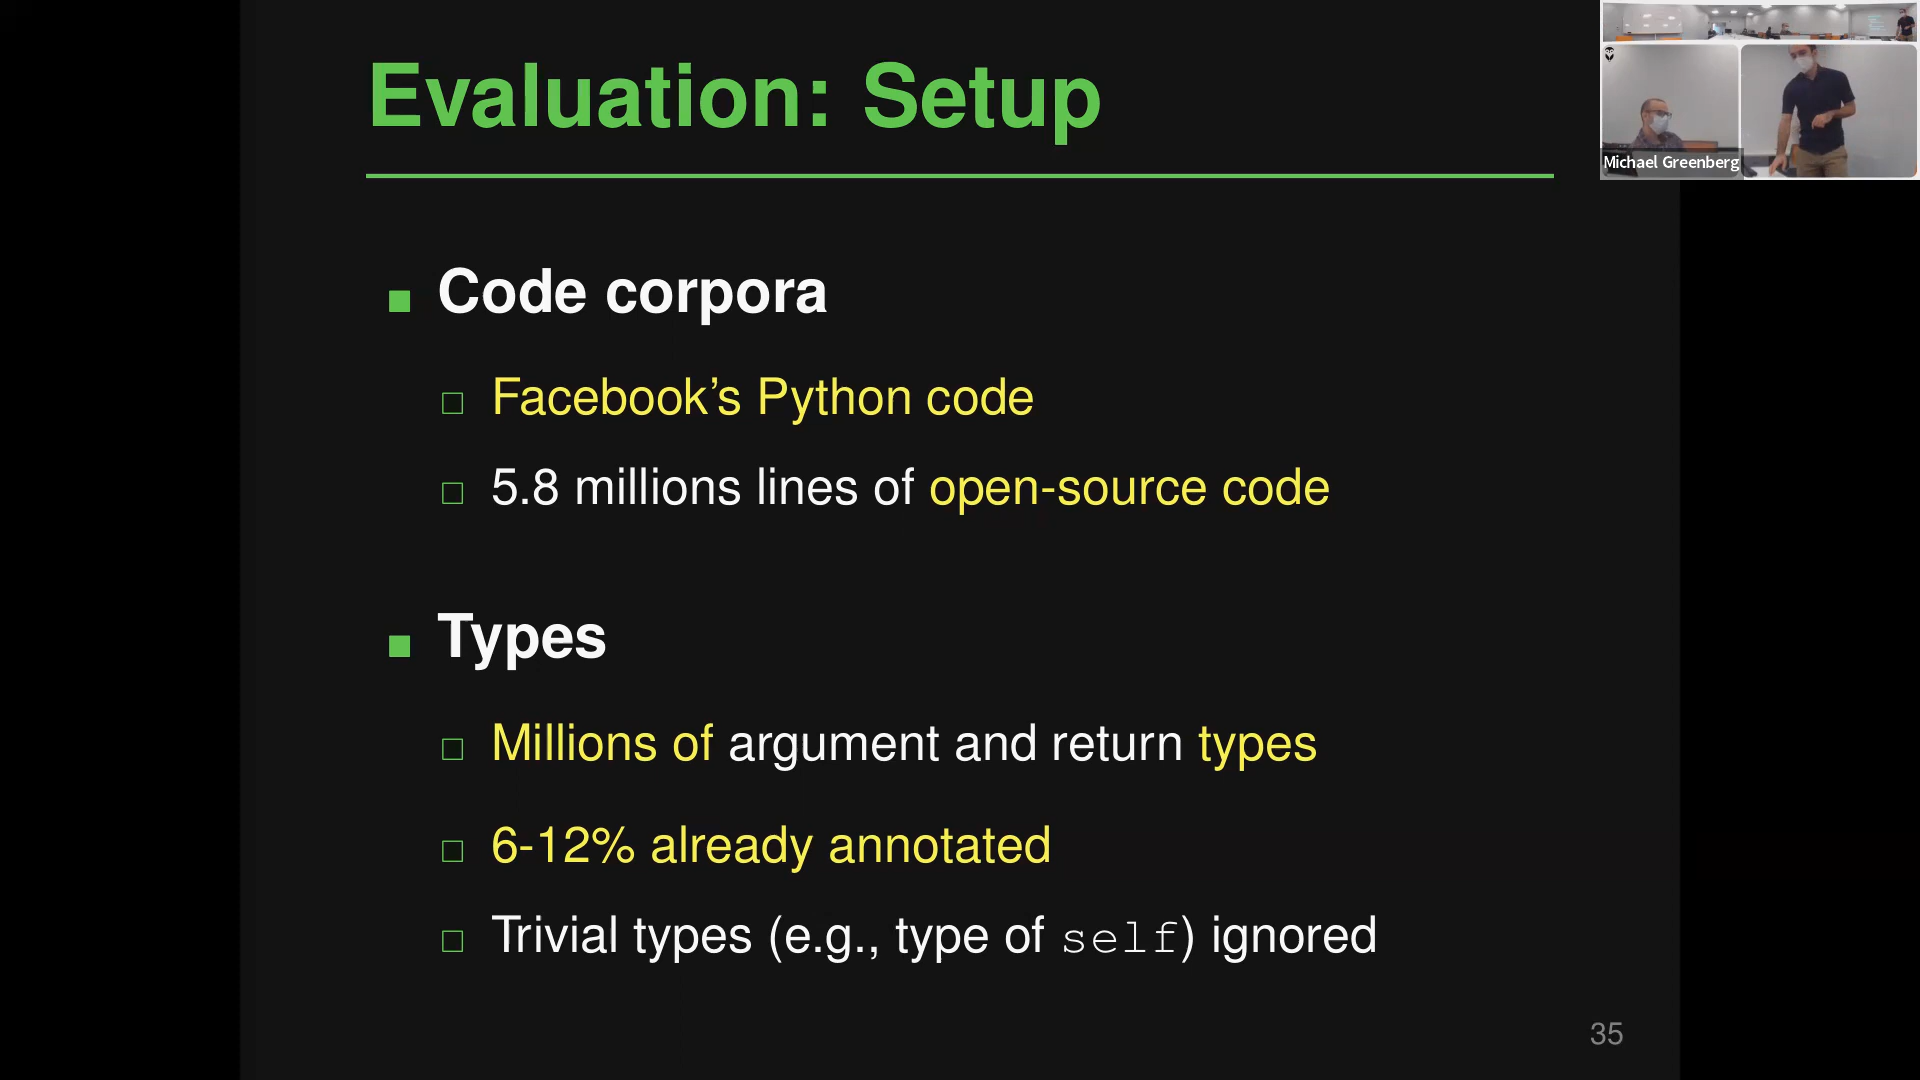 Evaluation: Setup
Michael Greenberg
Code corpora
Facebook’s Python code
5.8 millions lines of open-source code
Types
Millions of argument and return types
6-12% already annotated
Trivial types (e.g., type of self) ignored
35